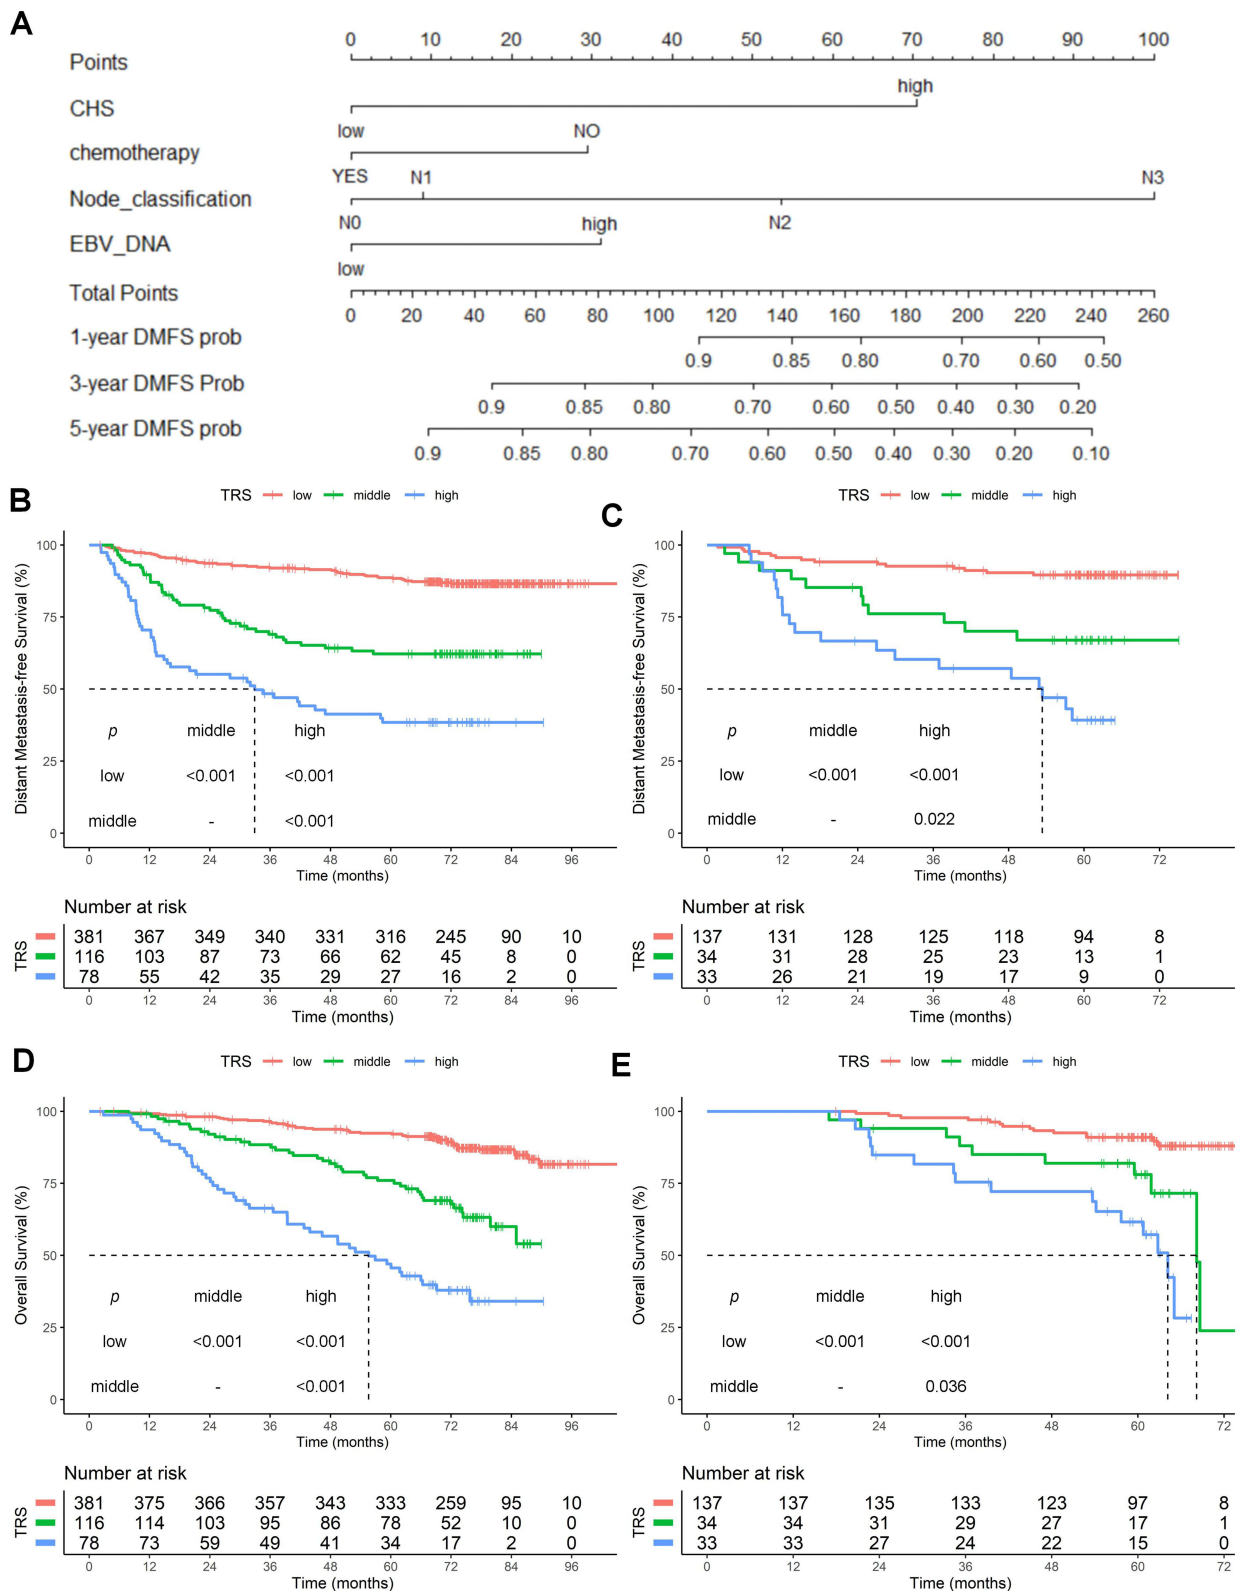 A
0 10 20 30 40 50 60 70 80 90 100
Points
high
CHS
low NO
chemotherapy
YES N1 N3
Node_classification
N0 high N2
EBV_DNA
low
Total Points
0 20 40 60 80 100 120 140 160 180 200 220 240 260
1-year DMFS prob
0.9 0.85 0.80 0.70 0.60 0.50
3-year DMFS Prob
0.9 0.85 0.80 0.70 0.60 0.50 0.40 0.30 0.20
5-year DMFS prob
0.9 0.85 0.80 0.70 0.60 0.50 0.40 0.30 0.20 0.10
B
TRS low middle high
Distant Metastasis-free Survival (%)
100
75
50
25
0
p middle high
low <0.001 <0.001
middle - <0.001
0 12 24 36 48 60 72 84 96
Time (months)
Number at risk
TRS
381 367 349 340 331 316 245 90 10
116 103 87 73 66 62 45 8 0
78 55 42 35 29 27 16 2 0
0 12 24 36 48 60 72 84 96
Time (months)
C
TRS low middle high
Distant Metastasis-free Survival (%)
100
75
50
25
0
p middle high
low <0.001 <0.001
middle - 0.022
0 12 24 36 48 60 72
Time (months)
Number at risk
TRS
137 131 128 125 118 94 8
34 31 28 25 23 13 1
33 26 21 19 17 9 0
0 12 24 36 48 60 72
Time (months)
D
TRS low middle high
Overall Survival (%)
100
75
50
25
0
p middle high
low <0.001 <0.001
middle - <0.001
0 12 24 36 48 60 72 84 96
Time (months)
Number at risk
TRS
381 375 366 357 343 333 259 95 10
116 114 103 95 86 78 52 10 0
78 73 59 49 41 34 17 2 0
0 12 24 36 48 60 72 84 96
Time (months)
E
TRS low middle high
Overall Survival (%)
100
75
50
25
0
p middle high
low <0.001 <0.001
middle - 0.036
0 12 24 36 48 60 72
Time (months)
Number at risk
TRS
137 137 135 133 123 97 8
34 34 31 29 27 17 1
33 33 27 24 22 15 0
0 12 24 36 48 60 72
Time (months)